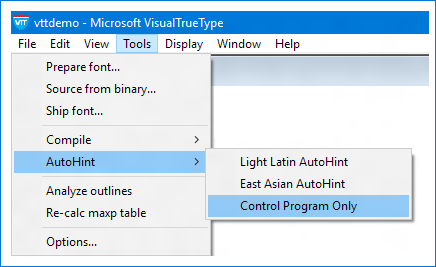 VTT vttdemo - Microsoft VisualTrueType
File Edit View Tools Display Window Help
Prepare font...
Source from binary...
Ship font...
Compile
AutoHint
Light Latin AutoHint
East Asian AutoHint
Control Program Only
Analyze outlines
Re-calc maxp table
Options...